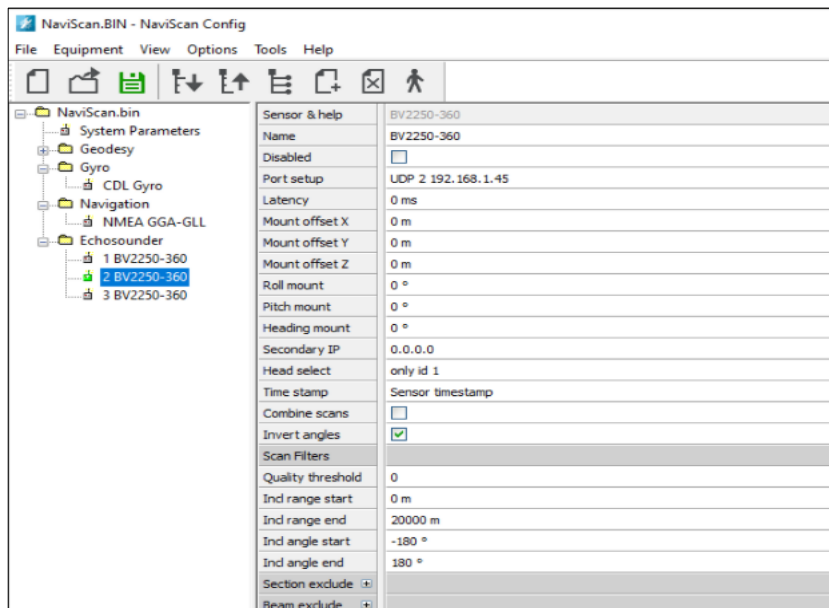 NaviScan.BIN - NaviScan Config
File Equipment View Options Tools Help
NaviScan.bin
System Parameters
Geodesy
Gyro
CDL Gyro
Navigation
NMEA GGA-GLL
Echosounder
1 BV2250-360
2 BV2250-360
3 BV2250-360
Sensor & help BV2250-360
Name BV2250-360
Disabled
Port setup UDP 2 192.168.1.45
Latency 0 ms
Mount offset X 0 m
Mount offset Y 0 m
Mount offset Z 0 m
Roll mount 0 °
Pitch mount 0 °
Heading mount 0 °
Secondary IP 0.0.0.0
Head select only id 1
Time stamp Sensor timestamp
Combine scans
Invert angles
Scan Filters
Quality threshold 0
Incl range start 0 m
Incl range end 20000 m
Incl angle start -180 °
Incl angle end 180 °
Section exclude
Beam exclude